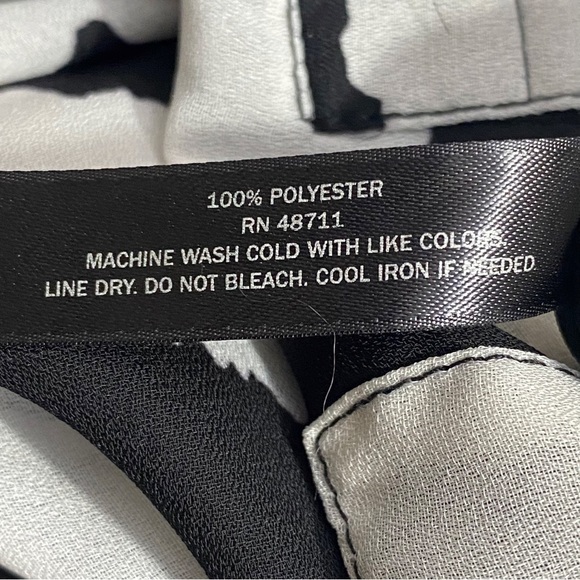 100% POLYESTER
RN 48711
MACHINE WASH COLD WITH LIKE COLORS.
LINE DRY. DO NOT BLEACH. COOL IRON IF NEEDED